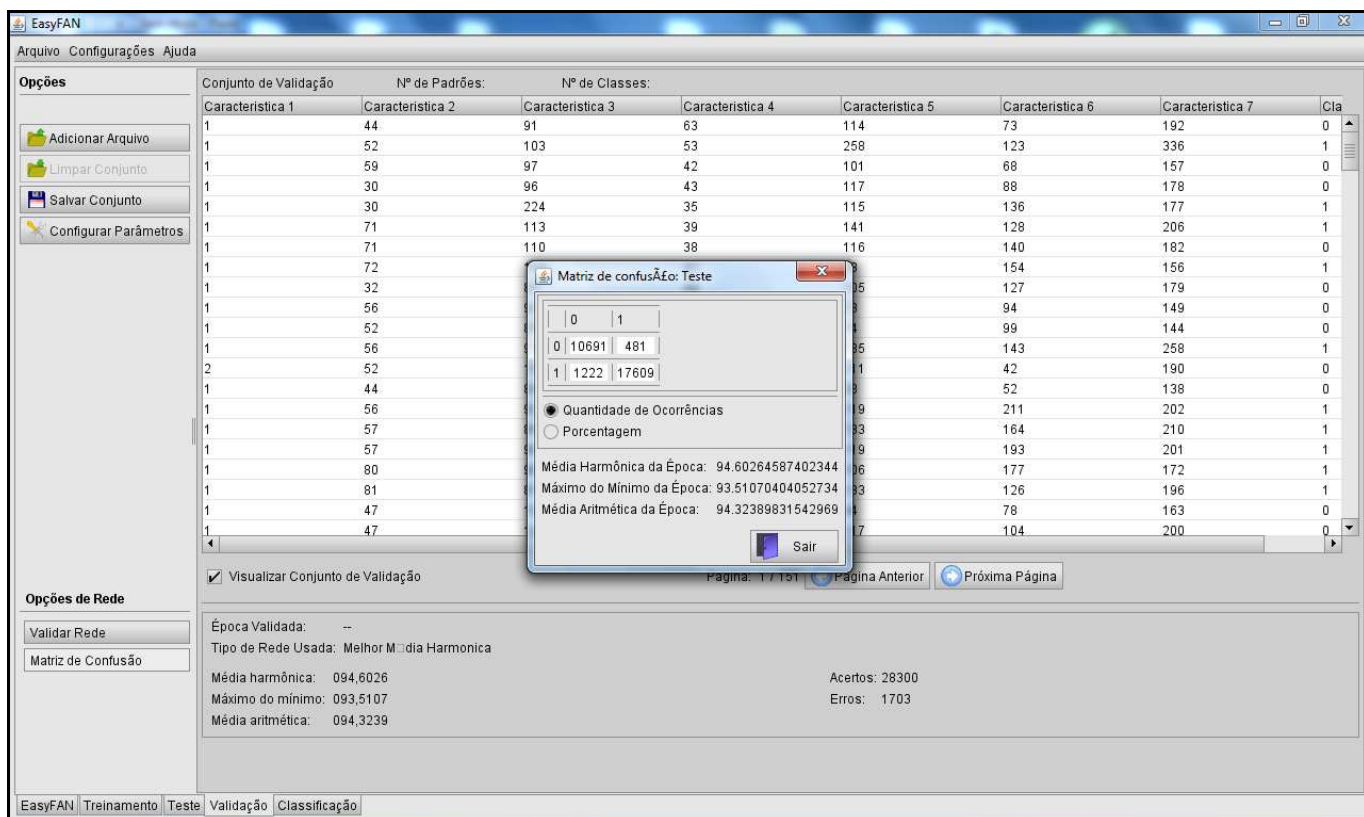 EasyFAN
Arquivo Configurações Ajuda
Opções
Adicionar Arquivo
Limpar Conjunto
Salvar Conjunto
Configurar Parâmetros
Conjunto de Validação Nº de Padrões: Nº de Classes:
Caracteristica 1 Caracteristica 2 Caracteristica 3 Caracteristica 4 Caracteristica 5 Caracteristica 6 Caracteristica 7 Cla
1 44 91 63 114 73 192 0
1 52 103 53 258 123 336 1
1 59 97 42 101 68 157 0
1 30 96 43 117 88 178 0
1 30 224 35 115 136 177 1
1 71 113 39 141 128 206 1
1 71 110 38 116 140 182 0
1 72 154 156 1
1 32 127 179 0
1 56 94 149 0
1 52 99 144 0
1 56 143 258 1
2 52 42 190 0
1 44 52 138 0
1 56 211 202 1
1 57 164 210 1
1 57 193 201 1
1 80 177 172 1
1 81 126 196 1
1 47 78 163 0
1 47 104 200 0
Matriz de confusÃ£o: Teste
0 1
0 10691 481
1 1222 17609
Quantidade de Ocorrências
Porcentagem
Média Harmônica da Época: 94.60264587402344
Máximo do Mínimo da Época: 93.51070404052734
Média Aritmética da Época: 94.32389831542969
Sair
Visualizar Conjunto de Validação Página: 1 / 151 Página Anterior Próxima Página
Opções de Rede
Validar Rede
Matriz de Confusão
Época Validada: --
Tipo de Rede Usada: Melhor M□dia Harmonica
Média harmônica: 094,6026 Acertos: 28300
Máximo do mínimo: 093,5107 Erros: 1703
Média aritmética: 094,3239
EasyFAN Treinamento Teste Validação Classificação